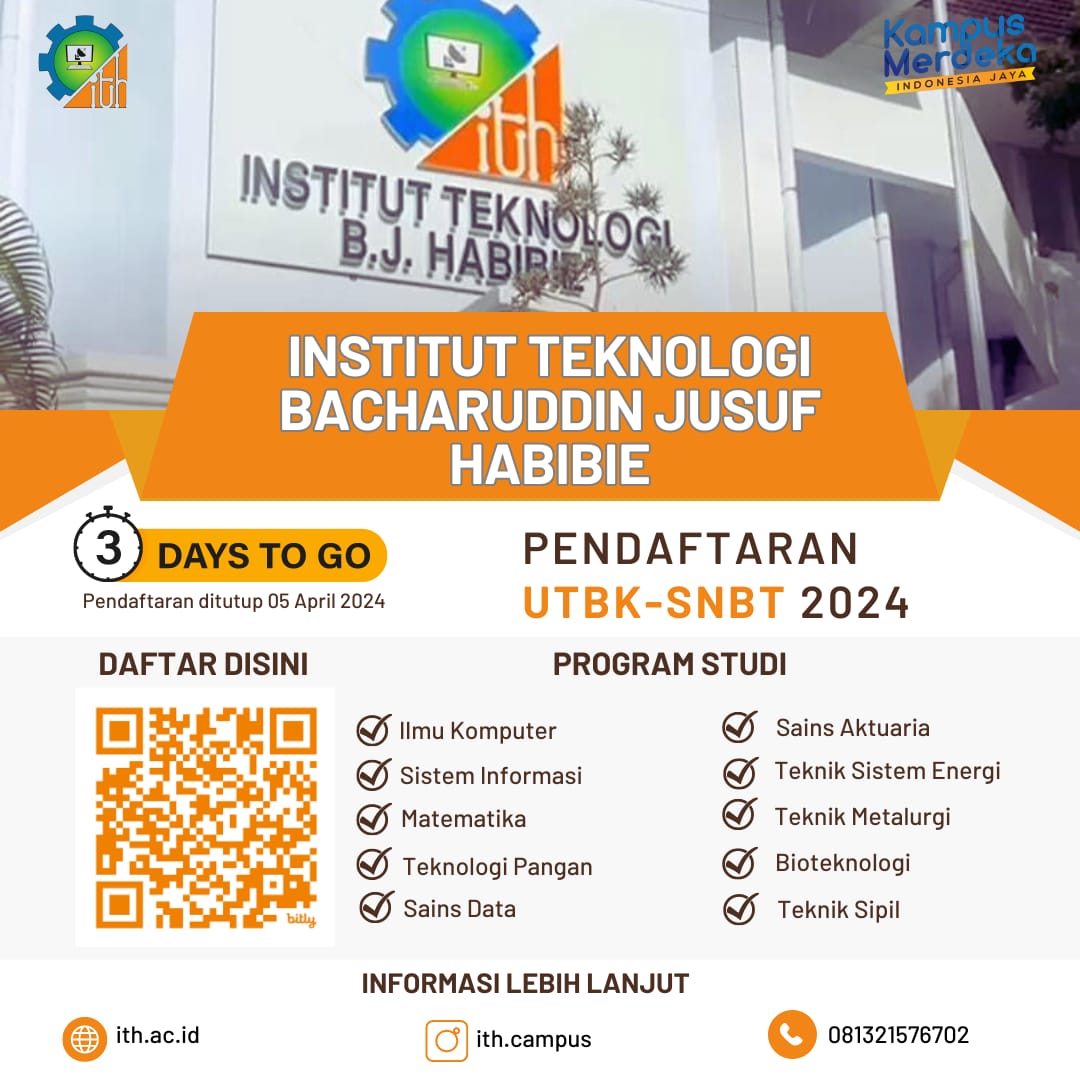 ith
Kampus
Merdeka
INDONESIA JAYA
ith
INSTITUT TEKNOLOGI
B.J. HABIBIE
INSTITUT TEKNOLOGI
BACHARUDDIN JUSUF
HABIBIE
3 DAYS TO GO
Pendaftaran ditutup 05 April 2024
PENDAFTARAN
UTBK-SNBT 2024
DAFTAR DISINI
bitly
PROGRAM STUDI
Ilmu Komputer
Sistem Informasi
Matematika
Teknologi Pangan
Sains Data
Sains Aktuaria
Teknik Sistem Energi
Teknik Metalurgi
Bioteknologi
Teknik Sipil
INFORMASI LEBIH LANJUT
ith.ac.id
ith.campus
081321576702